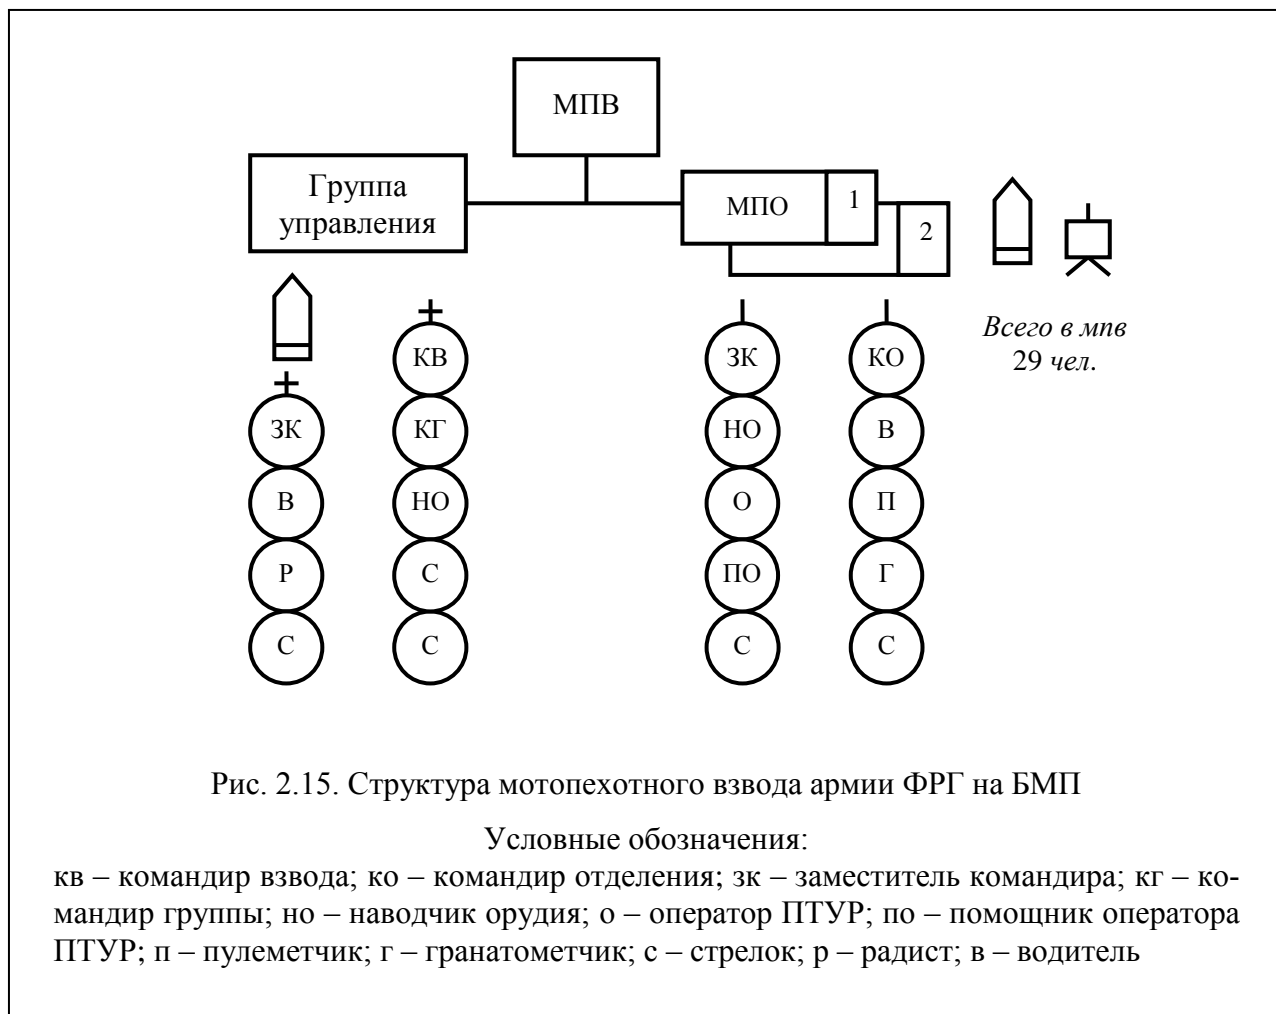 МПВ
Группа
управления
МПО
1
2
Всего в мпв
29 чел.
ЗК
В
Р
С
КВ
КГ
НО
С
С
ЗК
НО
О
ПО
С
КО
В
П
Г
С
Рис. 2.15. Структура мотопехотного взвода армии ФРГ на БМП
Условные обозначения:
кв – командир взвода; ко – командир отделения; зк – заместитель командира; кг – ко-
мандир группы; но – наводчик орудия; о – оператор ПТУР; по – помощник оператора
ПТУР; п – пулеметчик; г – гранатометчик; с – стрелок; р – радист; в – водитель